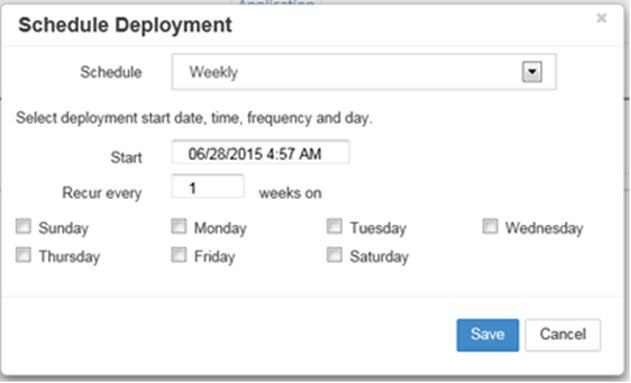 Application
Schedule Deployment ×
Schedule Weekly
Select deployment start date, time, frequency and day.
Start 06/28/2015 4:57 AM
Recur every 1 weeks on
Sunday Monday Tuesday Wednesday
Thursday Friday Saturday
Save Cancel